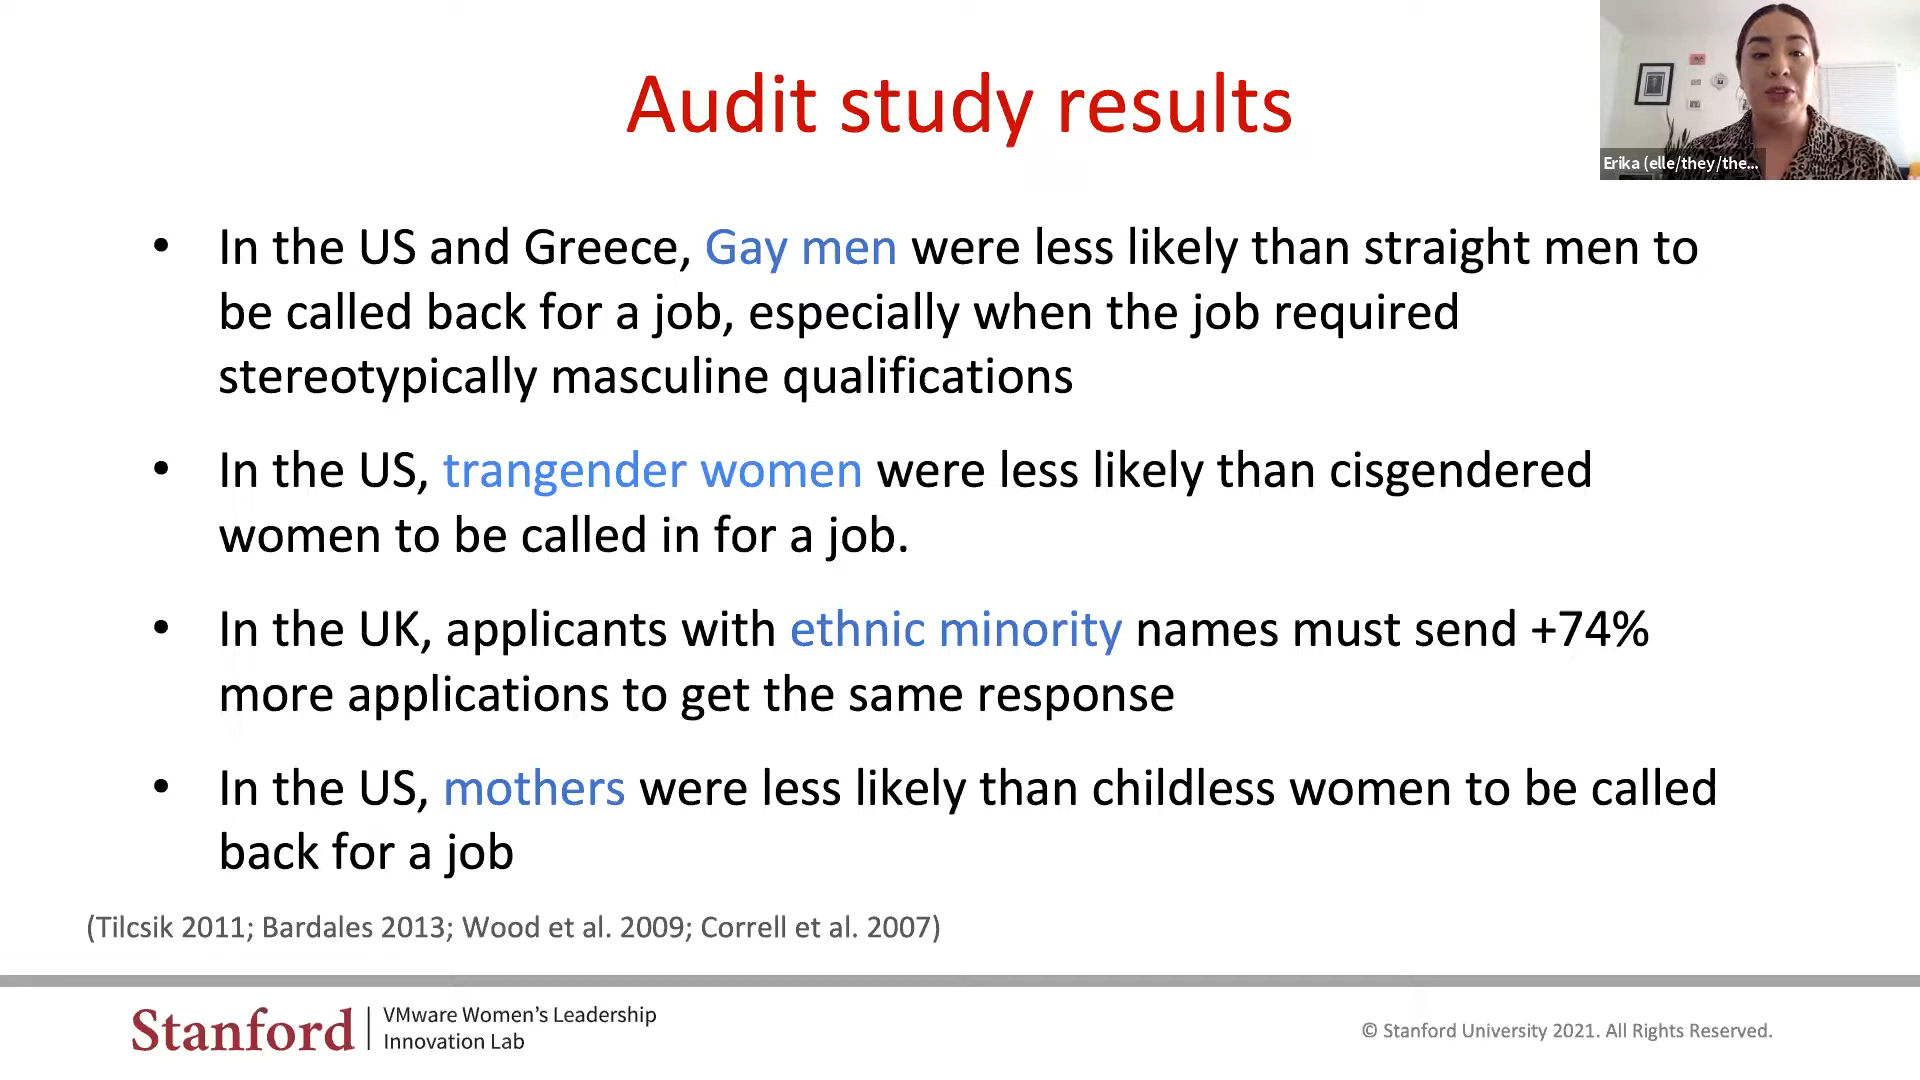 Audit study results
Erika (elle/they/the...
• In the US and Greece, Gay men were less likely than straight men to
be called back for a job, especially when the job required
stereotypically masculine qualifications
• In the US, trangender women were less likely than cisgendered
women to be called in for a job.
• In the UK, applicants with ethnic minority names must send +74%
more applications to get the same response
• In the US, mothers were less likely than childless women to be called
back for a job
(Tilcsik 2011; Bardales 2013; Wood et al. 2009; Correll et al. 2007)
Stanford
VMware Women's Leadership
Innovation Lab
© Stanford University 2021. All Rights Reserved.